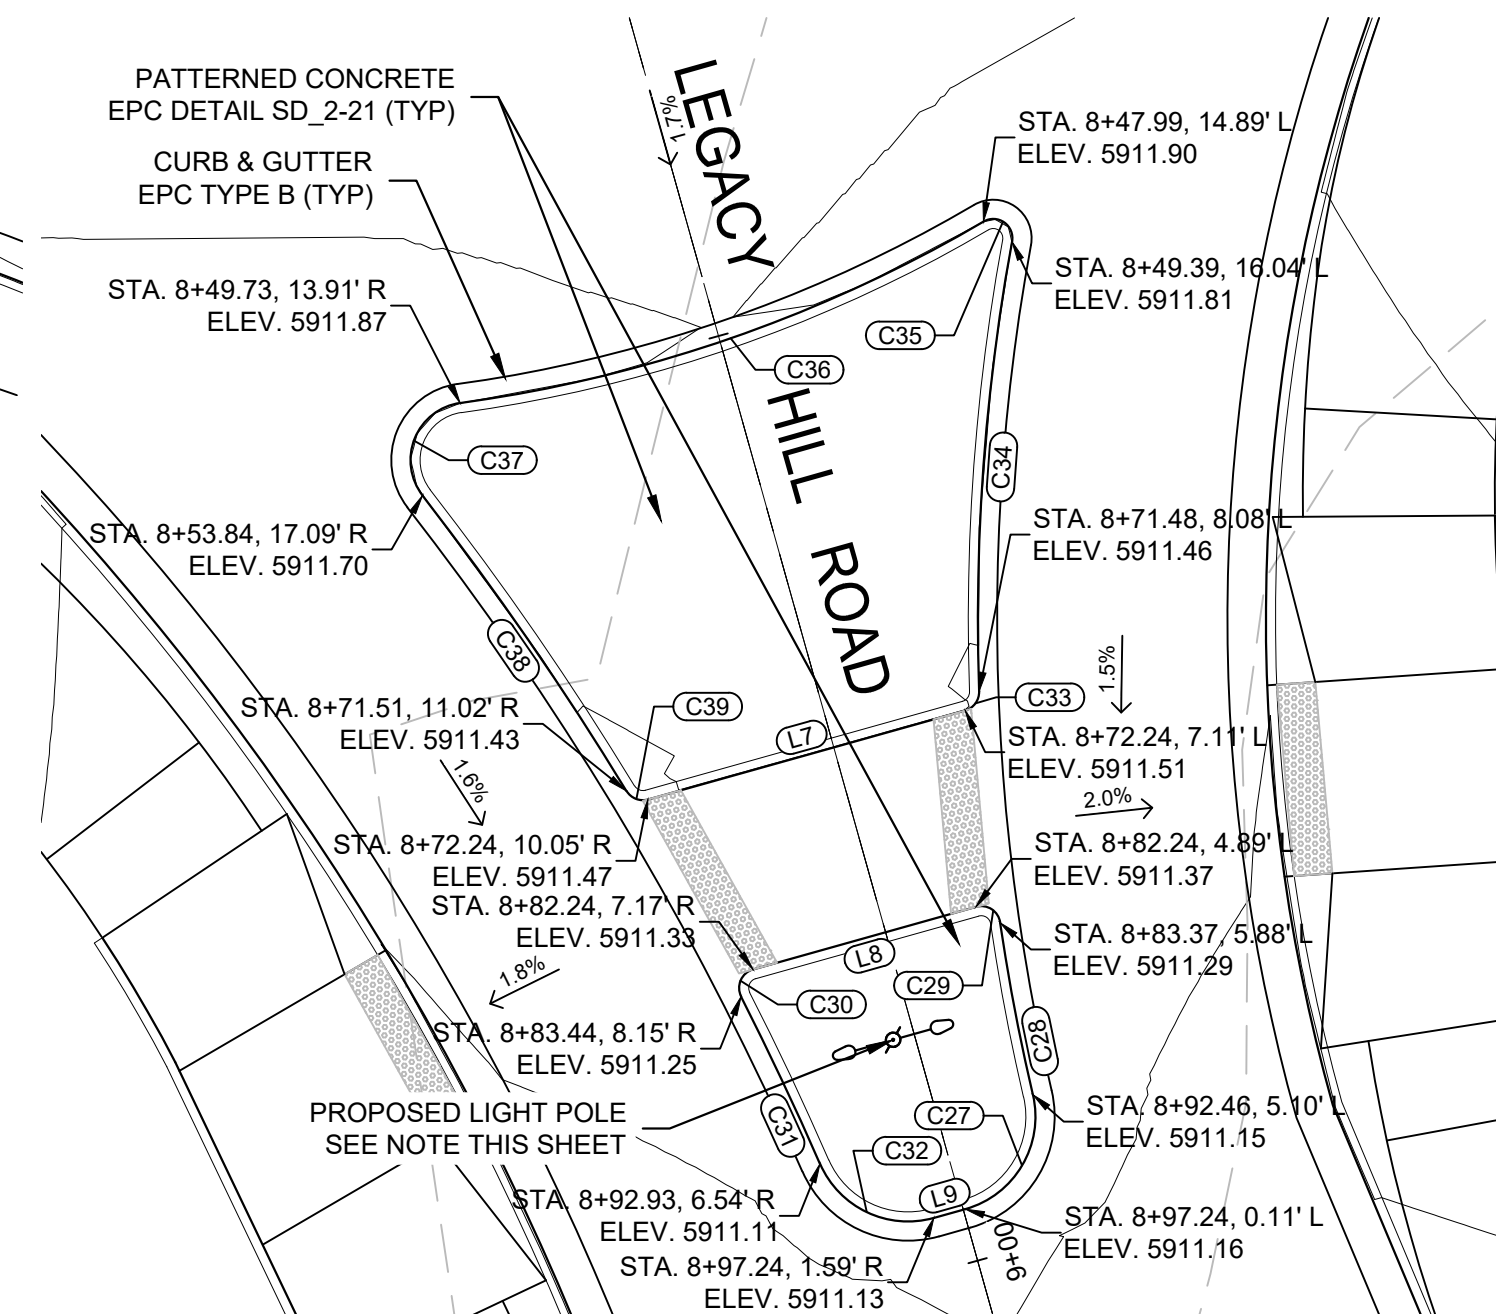 PATTERNED CONCRETE
EPC DETAIL SD_2-21 (TYP)
CURB & GUTTER
EPC TYPE B (TYP)
LEGACY HILL ROAD
1.7%
STA. 8+47.99, 14.89' L
ELEV. 5911.90
STA. 8+49.39, 16.04' L
ELEV. 5911.81
STA. 8+49.73, 13.91' R
ELEV. 5911.87
C35
C36
C37
C34
STA. 8+53.84, 17.09' R
ELEV. 5911.70
STA. 8+71.48, 8.08' L
ELEV. 5911.46
C38
C33
1.5%
STA. 8+71.51, 11.02' R
ELEV. 5911.43
C39
L7
STA. 8+72.24, 7.11' L
ELEV. 5911.51
1.6%
2.0%
STA. 8+72.24, 10.05' R
ELEV. 5911.47
STA. 8+82.24, 4.89' L
ELEV. 5911.37
STA. 8+82.24, 7.17' R
ELEV. 5911.33
STA. 8+83.37, 5.88' L
ELEV. 5911.29
L8
1.8%
C29
C30
STA. 8+83.44, 8.15' R
ELEV. 5911.25
C28
PROPOSED LIGHT POLE
SEE NOTE THIS SHEET
C31
C27
STA. 8+92.46, 5.10' L
ELEV. 5911.15
C32
L9
STA. 8+92.93, 6.54' R
ELEV. 5911.11
STA. 8+97.24, 0.11' L
ELEV. 5911.16
9+00
STA. 8+97.24, 1.59' R
ELEV. 5911.13